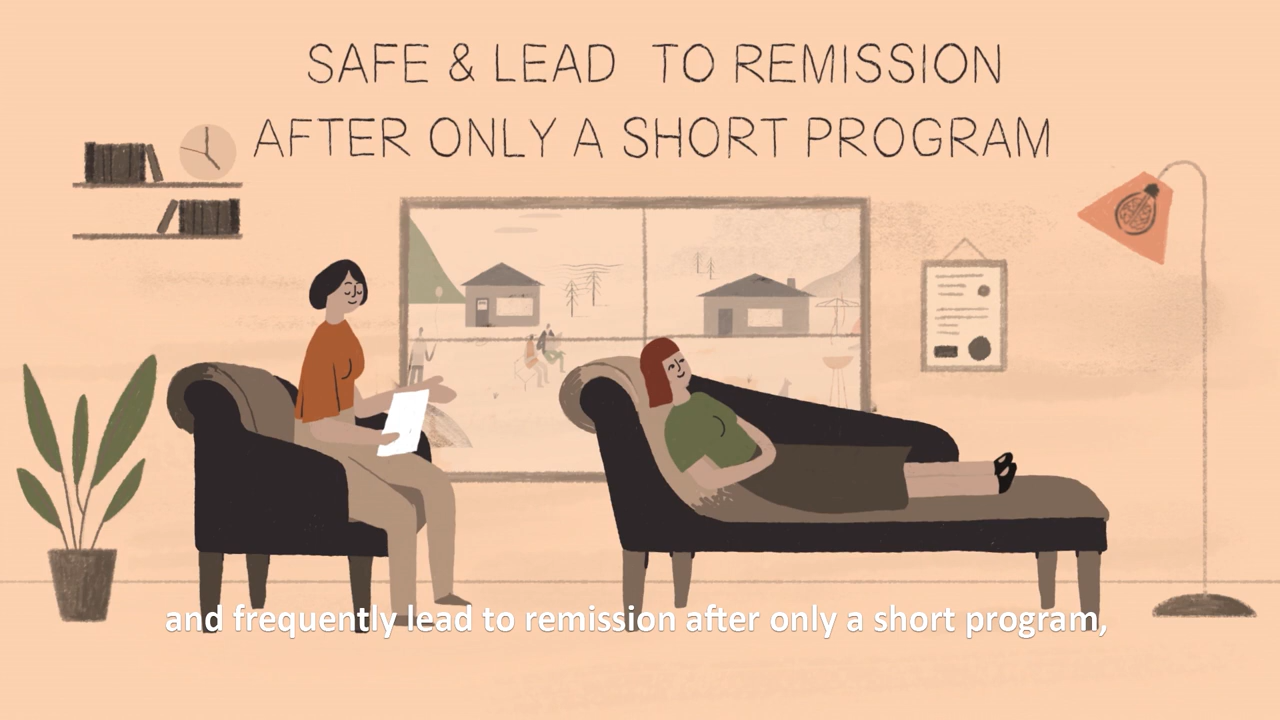 SAFE & LEAD TO REMISSION
AFTER ONLY A SHORT PROGRAM
and frequently lead to remission after only a short program,